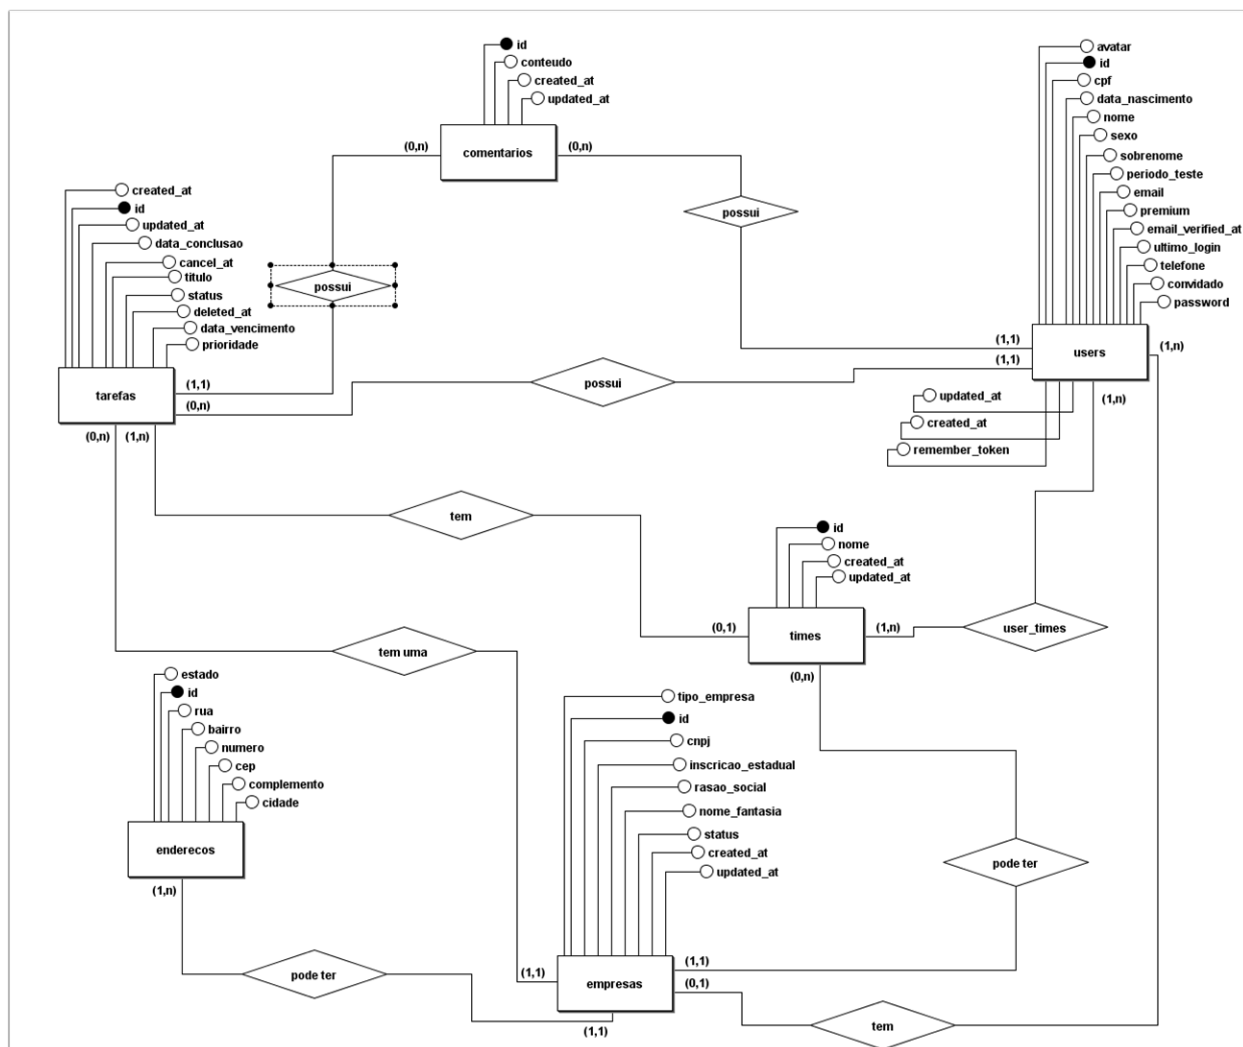 id
conteudo
created_at
updated_at
(0,n)
comentarios
(0,n)
avatar
id
cpf
data_nascimento
nome
sexo
sobrenome
periodo_teste
email
premium
email_verified_at
ultimo_login
telefone
convidado
password
possui
created_at
id
updated_at
data_conclusao
cancel_at
titulo
status
deleted_at
data_vencimento
prioridade
possui
(1,1)
(1,1)
users
(1,n)
tarefas
(1,1)
(0,n)
possui
(0,n)
(1,n)
updated_at
created_at
remember_token
(1,n)
tem
id
nome
created_at
updated_at
(0,1)
times
(1,n)
user_times
(0,n)
tem uma
estado
id
rua
bairro
numero
cep
complemento
cidade
enderecos
(1,n)
tipo_empresa
id
cnpj
inscricao_estadual
rasao_social
nome_fantasia
status
created_at
updated_at
pode ter
pode ter
(1,1)
empresas
(1,1)
(0,1)
(1,1)
tem